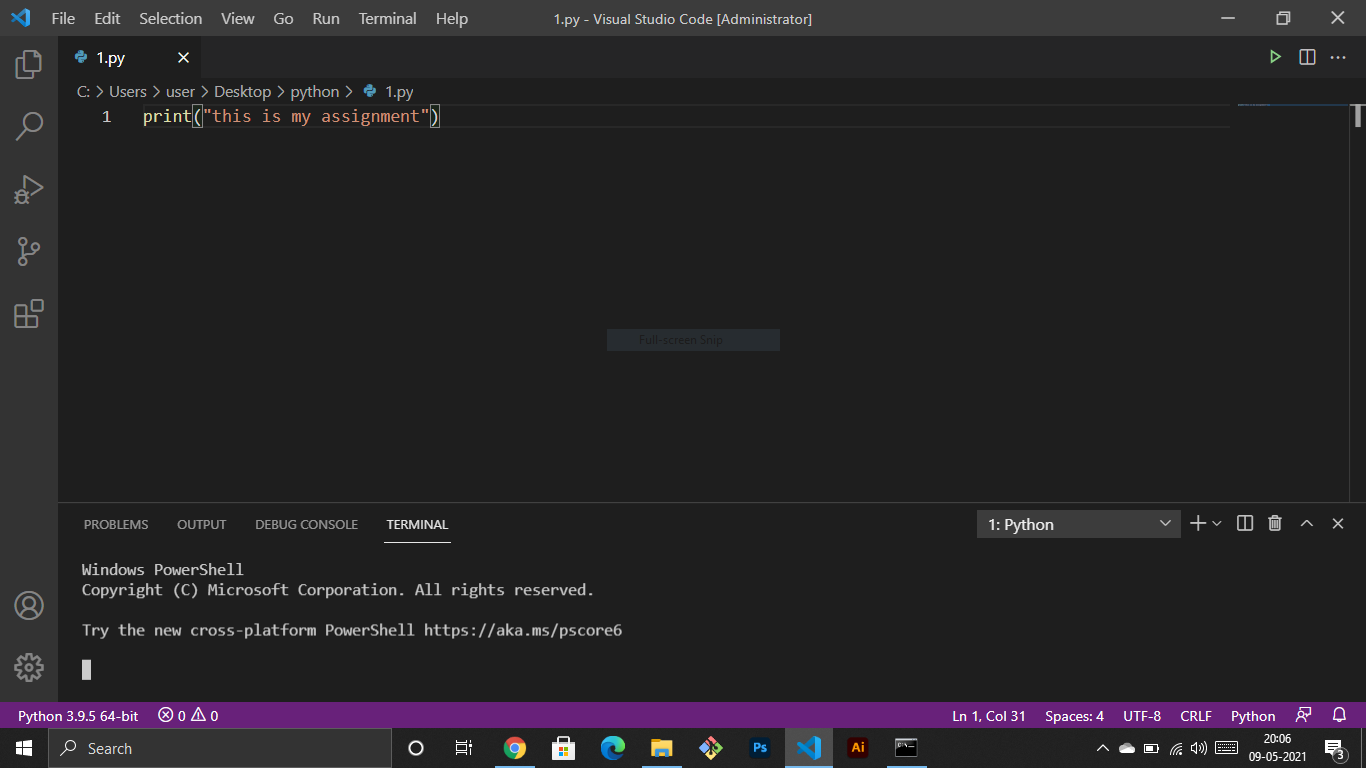 File Edit Selection View Go Run Terminal Help 1.py - Visual Studio Code [Administrator]
1.py
C: > Users > user > Desktop > python > 1.py
1 print("this is my assignment")
Full-screen Snip
PROBLEMS OUTPUT DEBUG CONSOLE TERMINAL 1: Python
Windows PowerShell
Copyright (C) Microsoft Corporation. All rights reserved.
Try the new cross-platform PowerShell https://aka.ms/pscore6
Python 3.9.5 64-bit 0 0 Ln 1, Col 31 Spaces: 4 UTF-8 CRLF Python
Search Ps Ai 20:06
09-05-2021 3